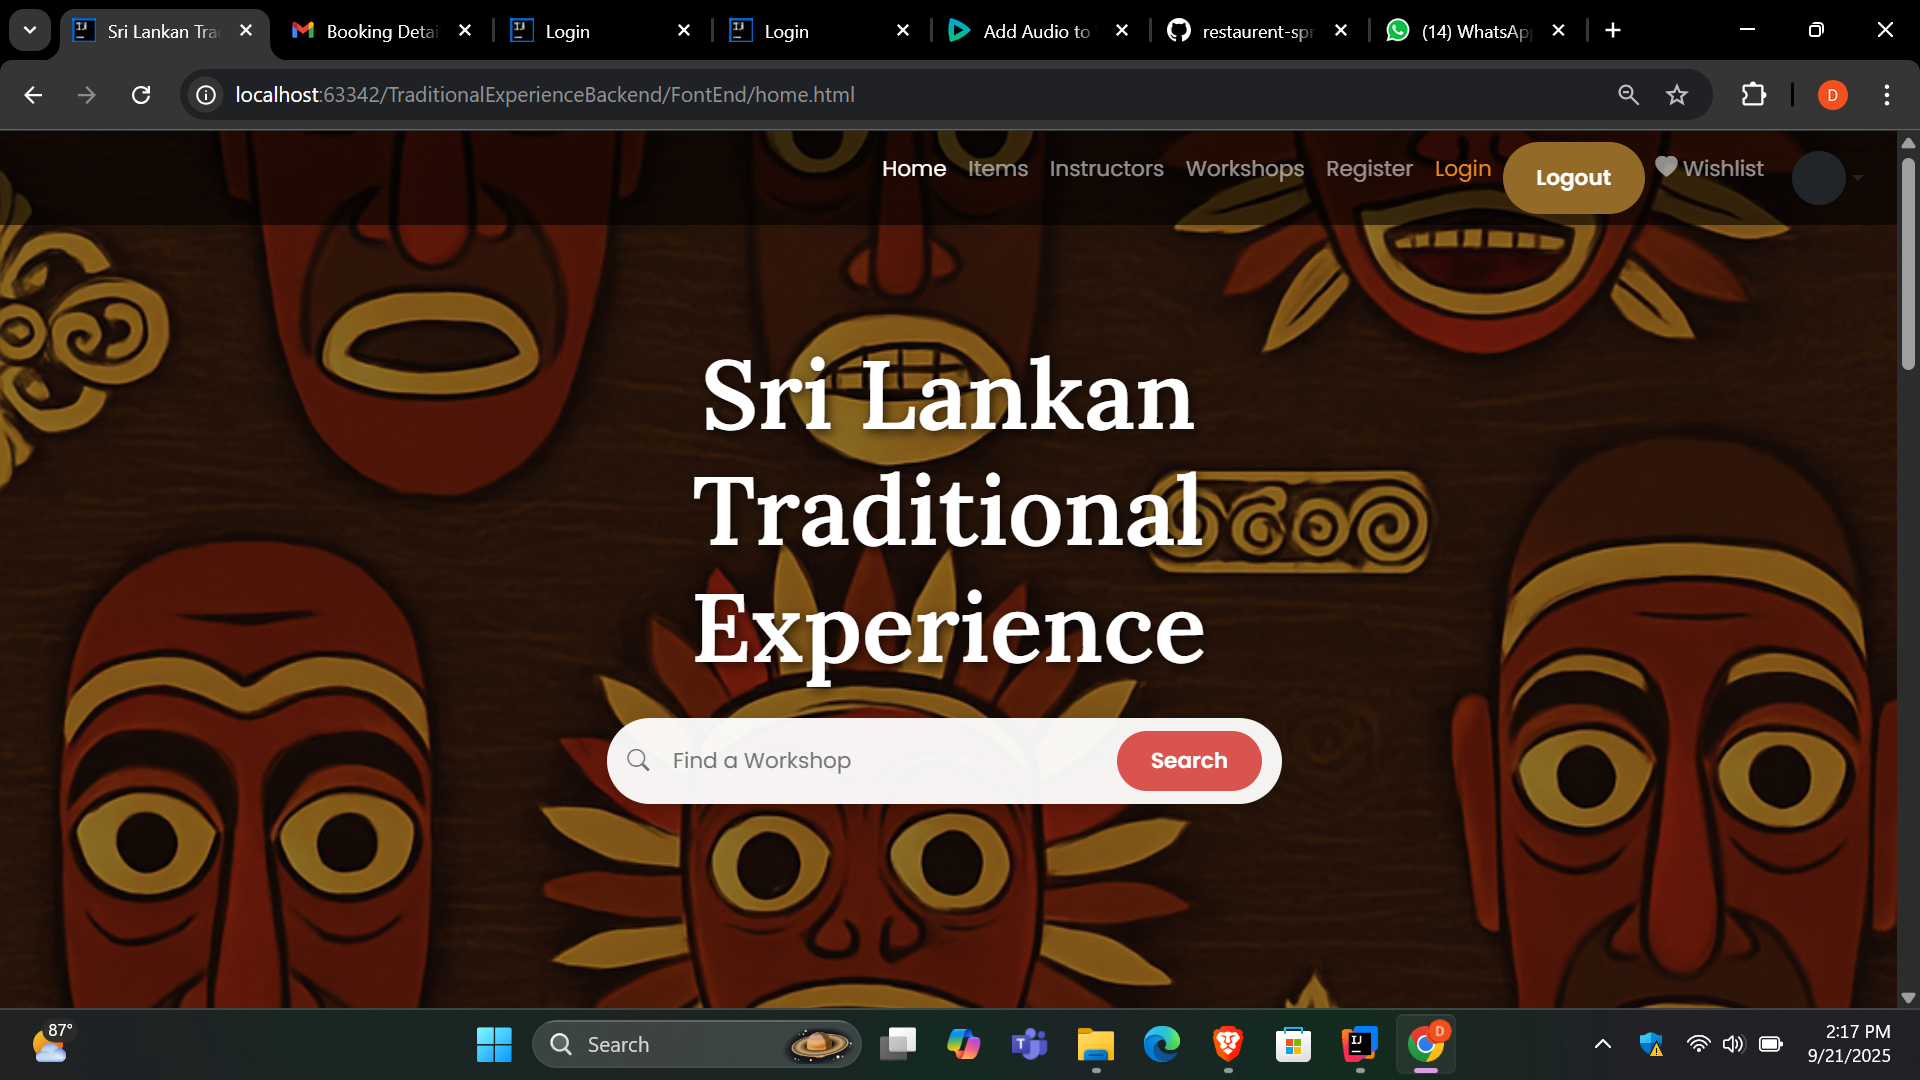 Sri Lankan Tra
Booking Detai
Login
Login
Add Audio to
restaurent-spr
(14) WhatsApp
localhost:63342/TraditionalExperienceBackend/FontEnd/home.html
D
Home
Items
Instructors
Workshops
Register
Login
Logout
Wishlist
Sri Lankan
Traditional
Experience
Find a Workshop
Search
87°
Search
D
2:17 PM
9/21/2025